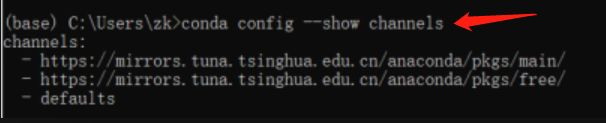 (base) C:\Users\zk>conda config --show channels
channels:
  - https://mirrors.tuna.tsinghua.edu.cn/anaconda/pkgs/main/
  - https://mirrors.tuna.tsinghua.edu.cn/anaconda/pkgs/free/
  - defaults